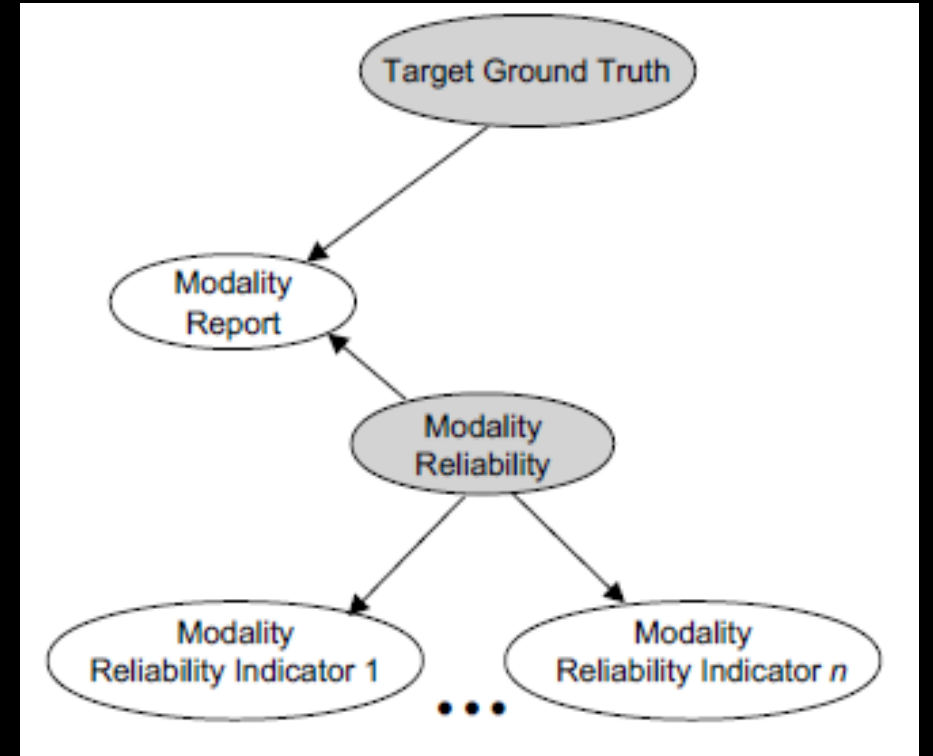 Target Ground Truth
Modality
Report
Modality
Reliability
Modality
Reliability Indicator 1
Modality
Reliability Indicator n
•••